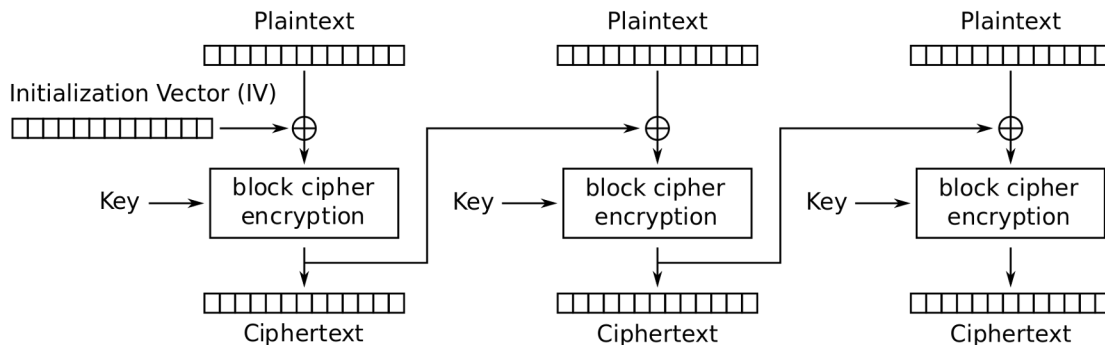 Plaintext
Plaintext
Plaintext
Initialization Vector (IV)
Key
block cipher
encryption
Key
block cipher
encryption
Key
block cipher
encryption
Ciphertext
Ciphertext
Ciphertext